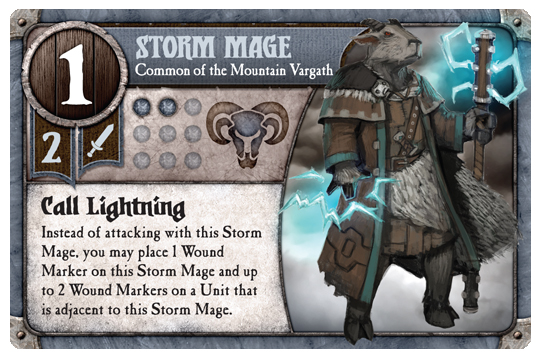 1
STORM MAGE
Common of the Mountain Vargath
2
Call Lightning
Instead of attacking with this Storm
Mage, you may place 1 Wound
Marker on this Storm Mage and up
to 2 Wound Markers on a Unit that
is adjacent to this Storm Mage.